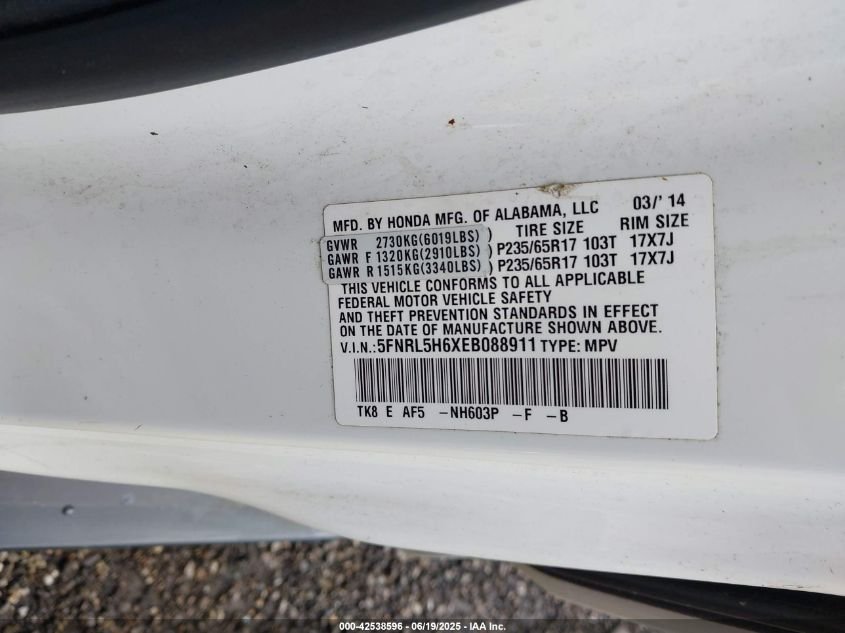 MFD. BY HONDA MFG. OF ALABAMA, LLC 03/' 14
TIRE SIZE RIM SIZE
GVWR 2730KG(6019LBS)
GAWR F 1320KG(2910LBS) P235/65R17 103T 17X7J
GAWR R 1515KG(3340LBS) P235/65R17 103T 17X7J
THIS VEHICLE CONFORMS TO ALL APPLICABLE
FEDERAL MOTOR VEHICLE SAFETY
AND THEFT PREVENTION STANDARDS IN EFFECT
ON THE DATE OF MANUFACTURE SHOWN ABOVE.
V.I.N.:5FNRL5H6XEB088911 TYPE: MPV
TK8 E AF5 -NH603P -F -B
000-42538596 - 06/19/2025 - IAA Inc.